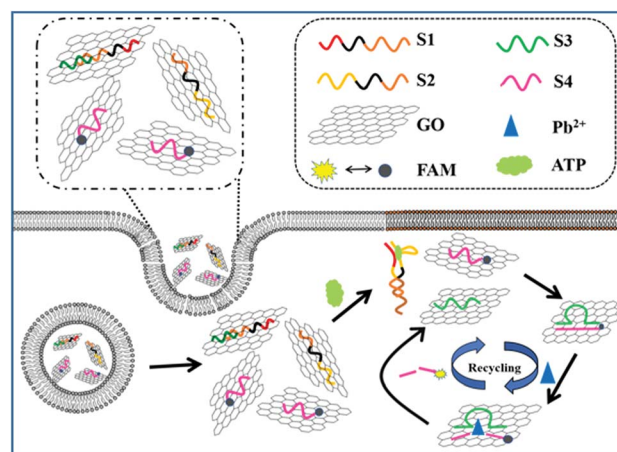 S1
S3
S2
S4
GO
Pb²⁺
FAM
ATP
Recycling